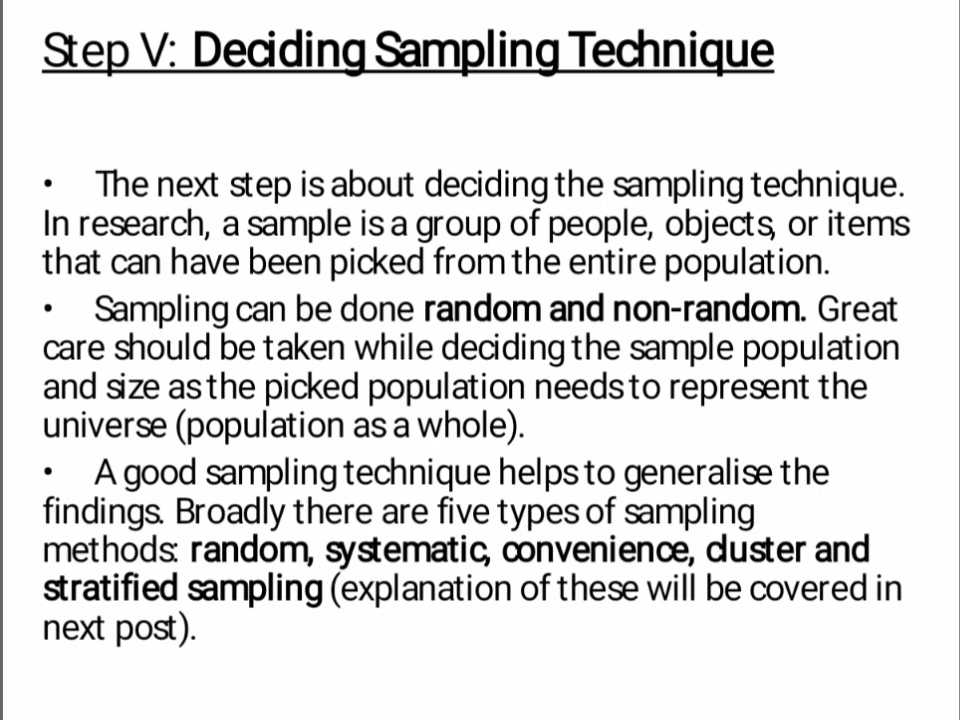 Step V: Deciding Sampling Technique
• The next step is about deciding the sampling technique.
In research, a sample is a group of people, objects, or items
that can have been picked from the entire population.
• Sampling can be done random and non-random. Great
care should be taken while deciding the sample population
and size as the picked population needs to represent the
universe (population as a whole).
• A good sampling technique helps to generalise the
findings. Broadly there are five types of sampling
methods: random, systematic, convenience, cluster and
stratified sampling (explanation of these will be covered in
next post).